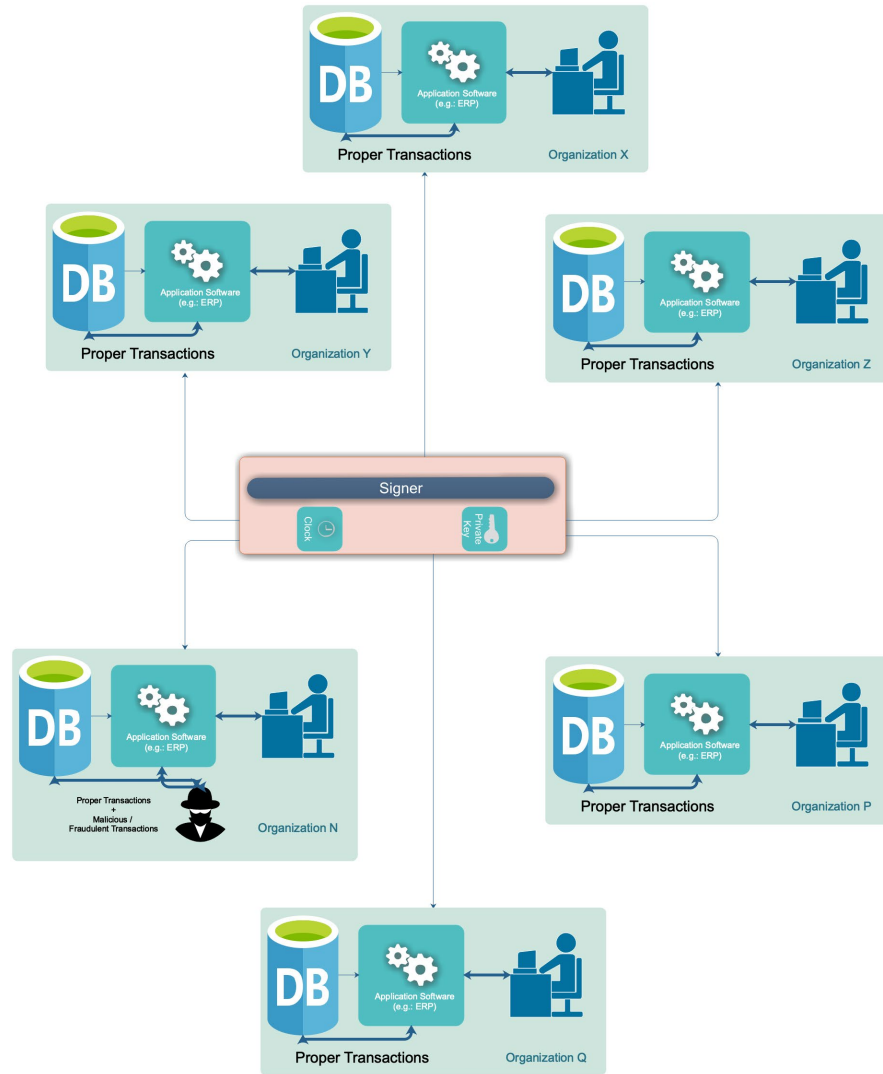 DB
Application Software
(e.g.: ERP)
Proper Transactions
Organization X
DB
Application Software
(e.g.: ERP)
Proper Transactions
Organization Y
DB
Application Software
(e.g.: ERP)
Proper Transactions
Organization Z
Signer
Clock
Private
Key
DB
Application Software
(e.g.: ERP)
Proper Transactions
+
Malicious /
Fraudulent Transactions
Organization N
DB
Application Software
(e.g.: ERP)
Proper Transactions
Organization P
DB
Application Software
(e.g.: ERP)
Proper Transactions
Organization Q